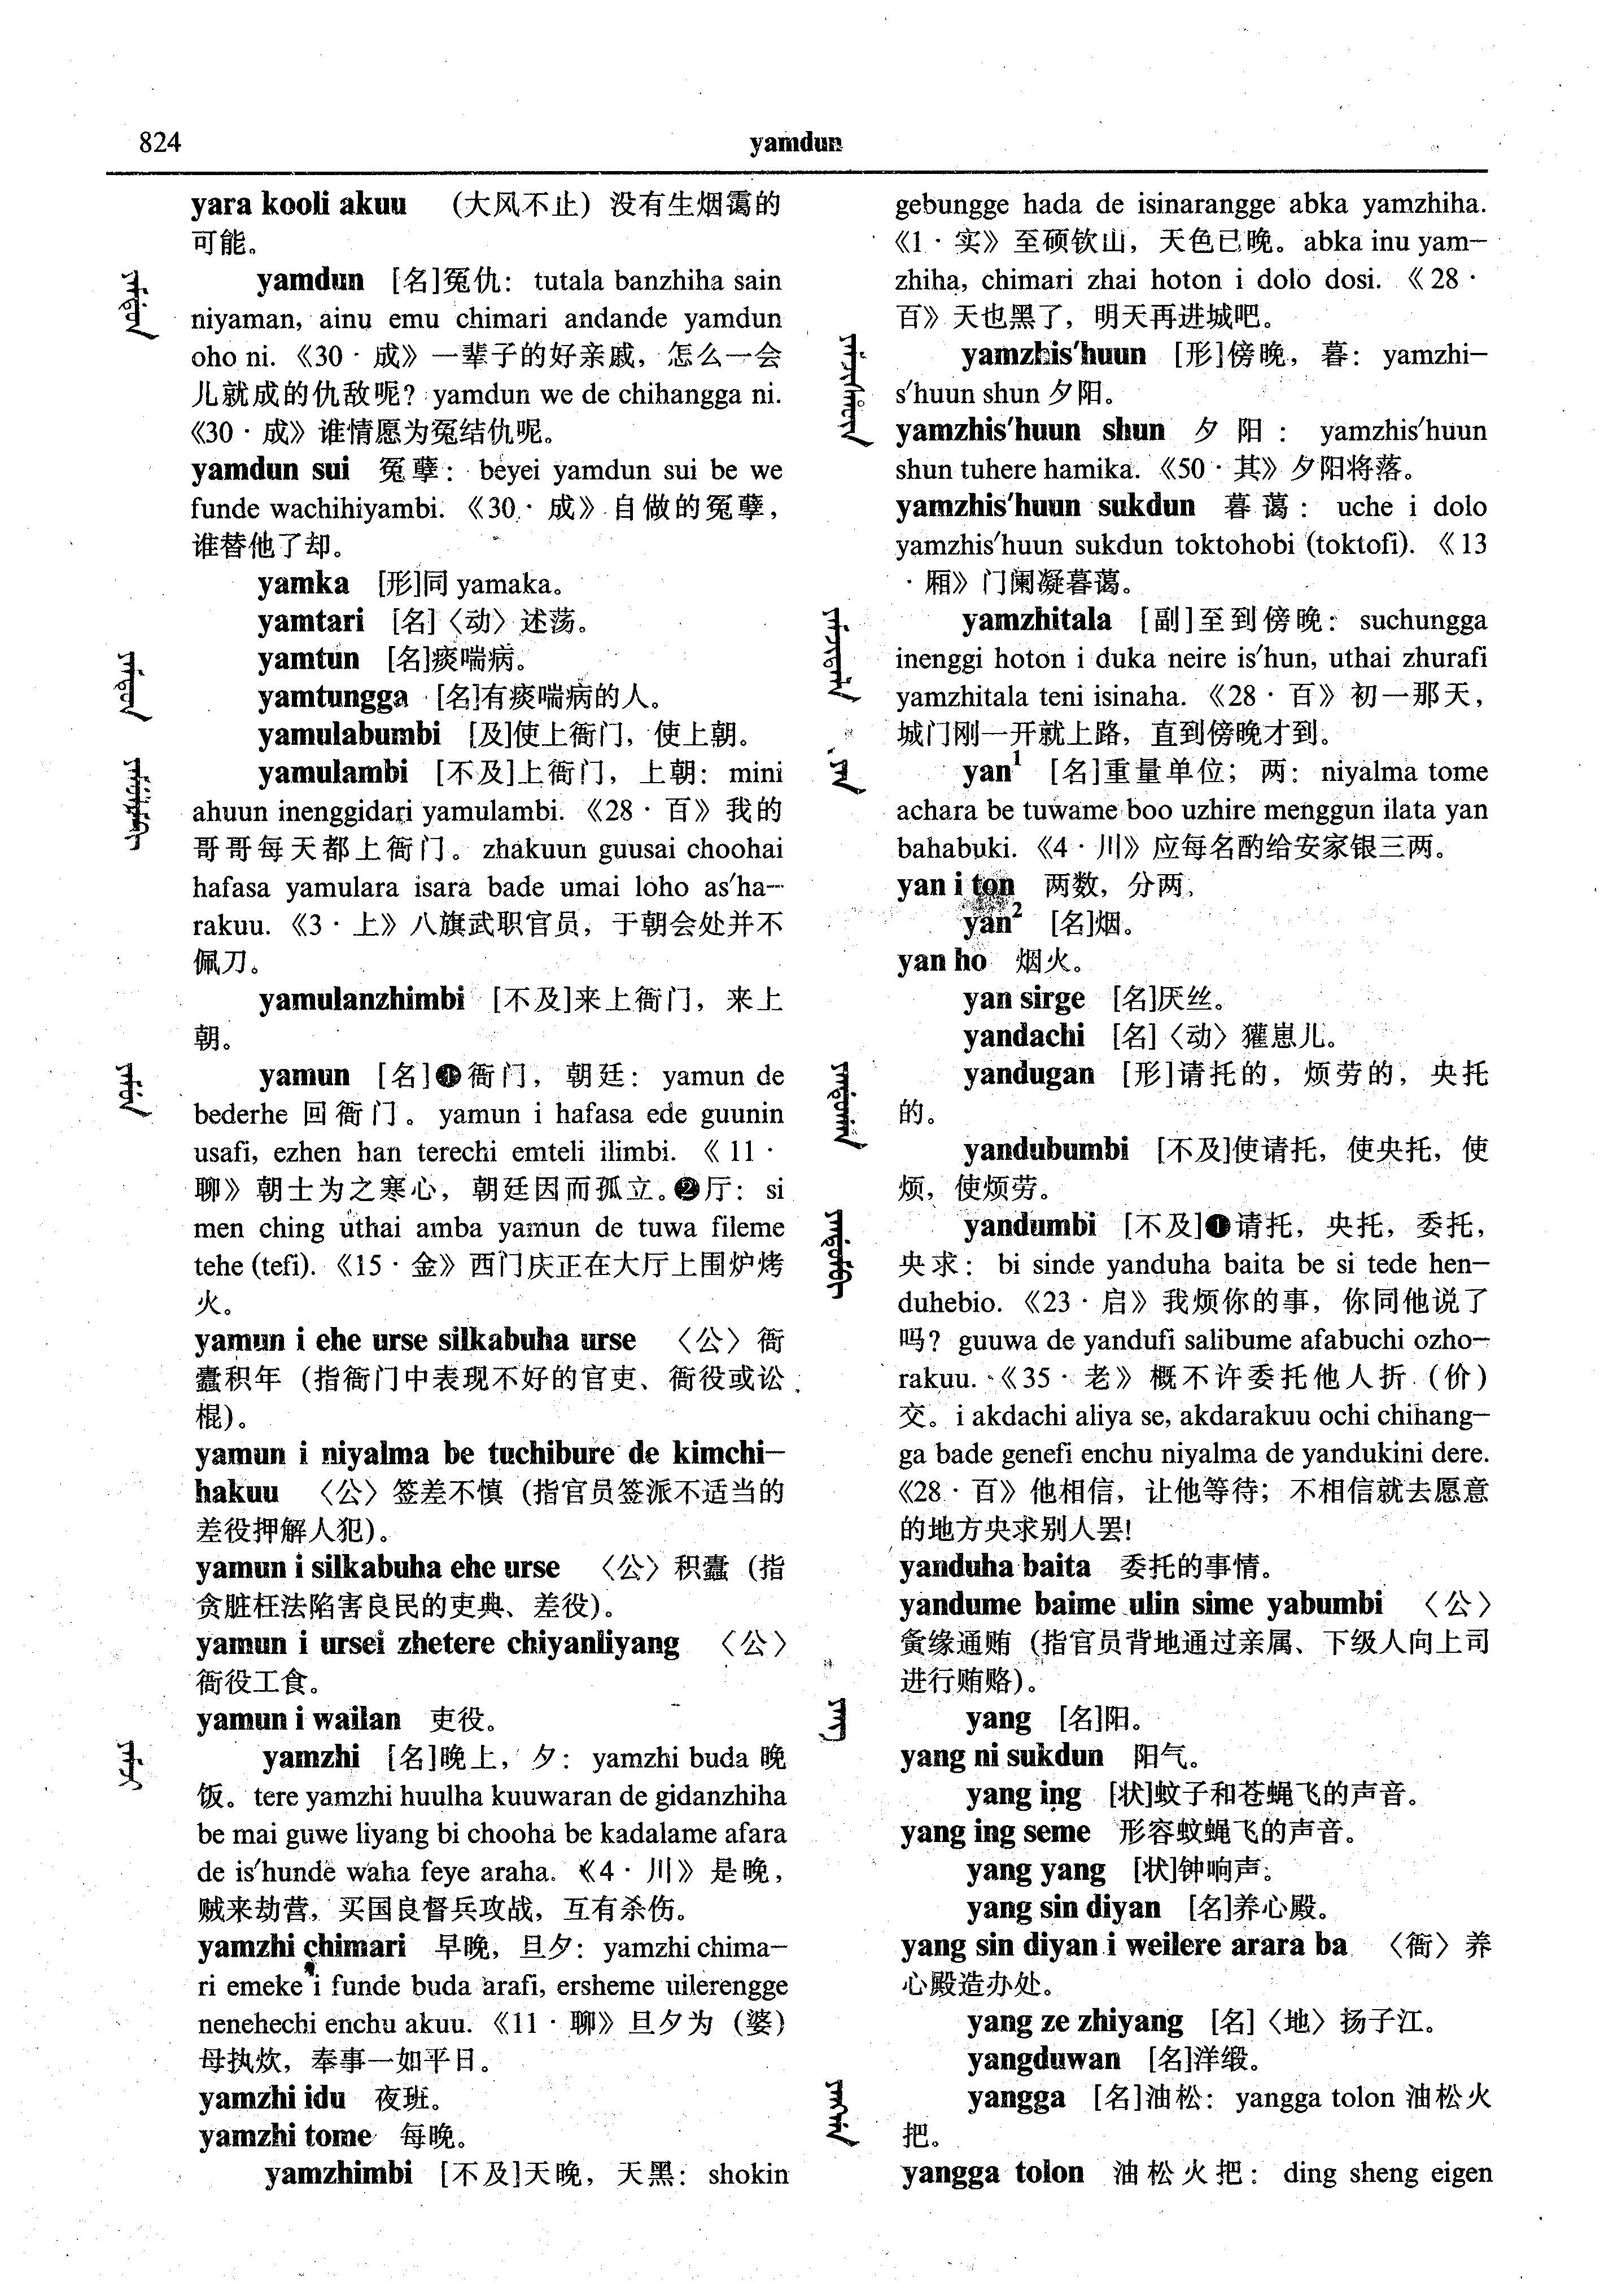 824
yamdun
yara kooli akuu （大风不止）没有生烟霭的
可能。
yamdun [名]冤仇：tutala banzhiha sain
niyaman, ainu emu chimari andande yamdun
oho ni.《30·成》一辈子的好亲戚，怎么一会
儿就成的仇敌呢？yamdun we de chihangga ni.
《30·成》谁情愿为冤结仇呢。
yamdun sui 冤孽：beyei yamdun sui be we
funde wachihiyambi.《30·成》自做的冤孽，
谁替他了却。
yamka [形]同 yamaka。
yamtari [名]〈动〉述荡。
yamtun [名]痰喘病。
yamtungga [名]有痰喘病的人。
yamulabumbi [及]使上衙门，使上朝。
yamulambi [不及]上衙门，上朝：mini
ahuun inenggidari yamulambi.《28·百》我的
哥哥每天都上衙门。zhakuun guusai choohai
hafasa yamulara isara bade umai loho as'ha-
rakuu.《3·上》八旗武职官员，于朝会处并不
佩刀。
yamulanzhimbi [不及]来上衙门，来上
朝。
yamun [名]❶衙门，朝廷：yamun de
bederhe 回衙门。yamun i hafasa ede guunin
usafi, ezhen han terechi emteli ilimbi.《11·
聊》朝士为之寒心，朝廷因而孤立。❷厅：si
men ching uthai amba yamun de tuwa fileme
tehe (tefi).《15·金》西门庆正在大厅上围炉烤
火。
yamun i ehe urse silkabuha urse 〈公〉衙
蠹积年（指衙门中表现不好的官吏、衙役或讼
棍）。
yamun i niyalma be tuchibure de kimchi-
hakuu 〈公〉签差不慎（指官员签派不适当的
差役押解人犯）。
yamun i silkabuha ehe urse 〈公〉积蠹（指
贪脏枉法陷害良民的吏典、差役）。
yamun i ursei zhetere chiyanliyang 〈公〉
衙役工食。
yamun i wailan 吏役。
yamzhi [名]晚上，夕：yamzhi buda 晚
饭。tere yamzhi huulha kuuwaran de gidanzhiha
be mai guwe liyang bi chooha be kadalame afara
de is'hunde waha feye araha.《4·川》是晚，
贼来劫营，买国良督兵攻战，互有杀伤。
yamzhi chimari 早晚，旦夕：yamzhi chima-
ri emeke i funde buda arafi, ersheme uilerengge
nenehechi enchu akuu.《11·聊》旦夕为（婆）
母执炊，奉事一如平日。
yamzhi idu 夜班。
yamzhi tome 每晚。
yamzhimbi [不及]天晚，天黑：shokin
gebungge hada de isinarangge abka yamzhiha.
《1·实》至硕钦山，天色已晚。abka inu yam-
zhiha, chimari zhai hoton i dolo dosi.《28·
百》天也黑了，明天再进城吧。
yamzhis'huun [形]傍晚，暮：yamzhi-
s'huun shun 夕阳。
yamzhis'huun shun 夕阳：yamzhis'huun
shun tuhere hamika.《50·其》夕阳将落。
yamzhis'huun sukdun 暮蔼：uche i dolo
yamzhis'huun sukdun toktohobi (toktofi).《13
·厢》门阑凝暮蔼。
yamzhitala [副]至到傍晚：suchungga
inenggi hoton i duka neire is'hun, uthai zhurafi
yamzhitala teni isinaha.《28·百》初一那天，
城门刚一开就上路，直到傍晚才到。
yan¹ [名]重量单位；两：niyalma tome
achara be tuwame boo uzhire menggun ilata yan
bahabuki.《4·川》应每名酌给安家银三两。
yan i ton 两数，分两。
yan² [名]烟。
yan ho 烟火。
yan sirge [名]厌丝。
yandachi [名]〈动〉獾崽儿。
yandugan [形]请托的，烦劳的，央托
的。
yandubumbi [不及]使请托，使央托，使
烦，使烦劳。
yandumbi [不及]❶请托，央托，委托，
央求：bi sinde yanduha baita be si tede hen-
duhebio.《23·启》我烦你的事，你同他说了
吗？guuwa de yandufi salibume afabuchi ozho-
rakuu.《35·老》概不许委托他人折（价）
交。i akdachi aliya se, akdarakuu ochi chihang-
ga bade genefi enchu niyalma de yandukini dere.
《28·百》他相信，让他等待；不相信就去愿意
的地方央求别人罢！
yanduha baita 委托的事情。
yandume baime ulin sime yabumbi 〈公〉
夤缘通贿（指官员背地通过亲属、下级人向上司
进行贿赂）。
yang [名]阳。
yang ni sukdun 阳气。
yang ing [状]蚊子和苍蝇飞的声音。
yang ing seme 形容蚊蝇飞的声音。
yang yang [状]钟响声。
yang sin diyan [名]养心殿。
yang sin diyan i weilere arara ba 〈衙〉养
心殿造办处。
yang ze zhiyang [名]〈地〉扬子江。
yangduwan [名]洋缎。
yangga [名]油松：yangga tolon 油松火
把。
yangga tolon 油松火把：ding sheng eigen